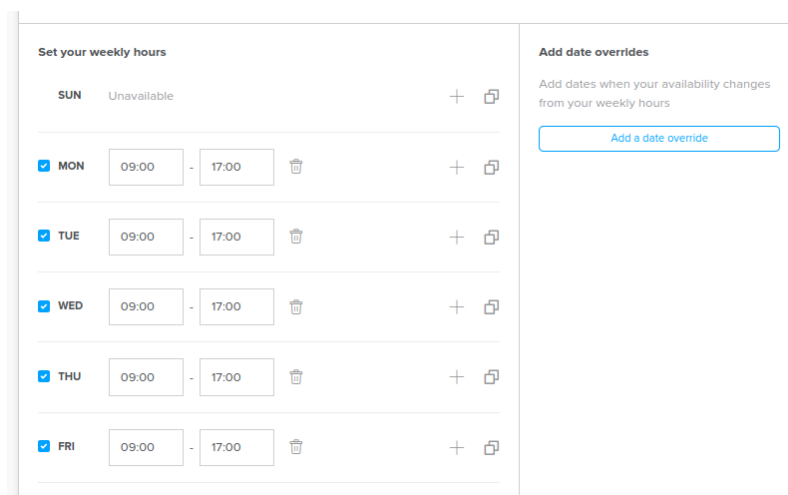 Set your weekly hours
SUN Unavailable
MON 09:00 - 17:00
TUE 09:00 - 17:00
WED 09:00 - 17:00
THU 09:00 - 17:00
FRI 09:00 - 17:00
Add date overrides
Add dates when your availability changes
from your weekly hours
Add a date override